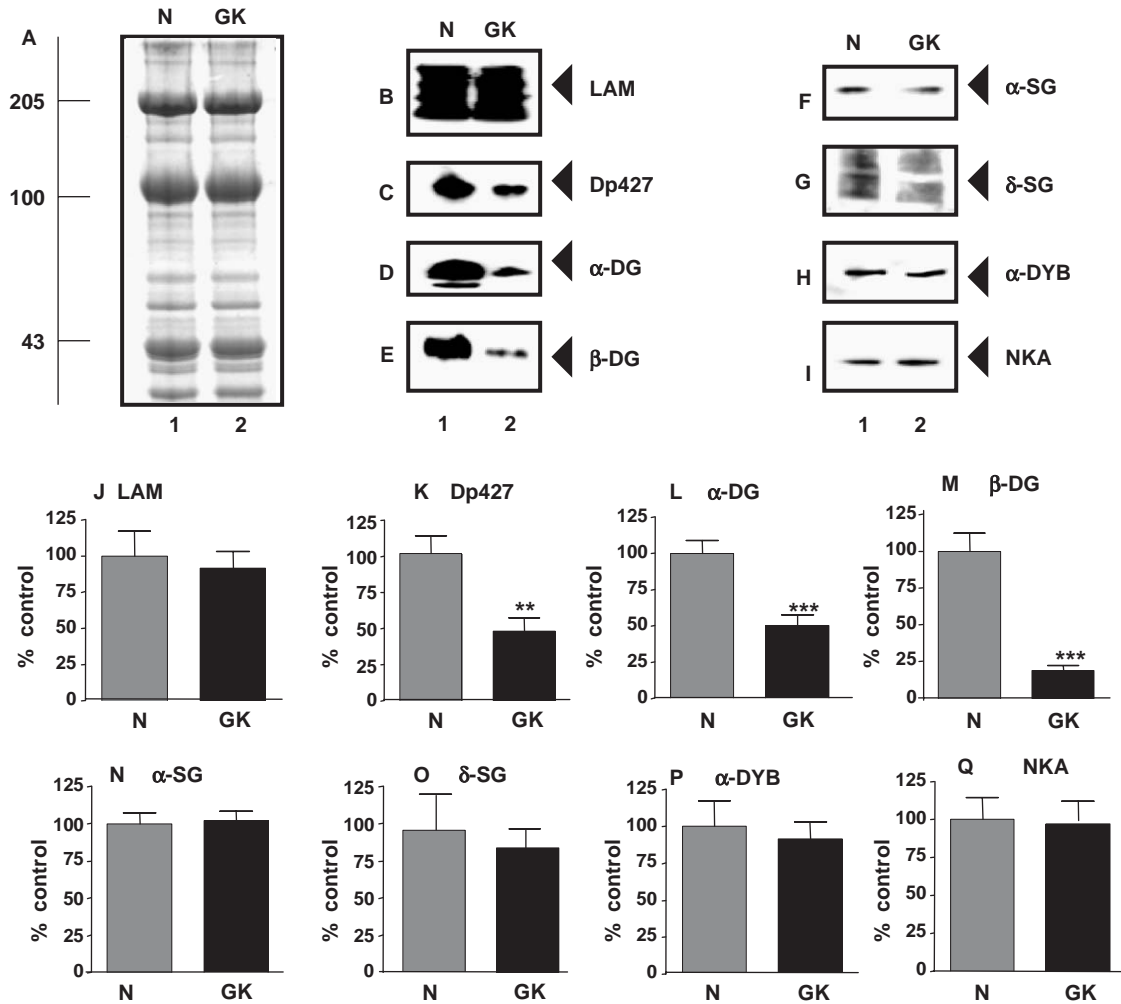 A
N GK
205
100
43
1 2
N GK
B LAM
C Dp427
D α-DG
E β-DG
1 2
N GK
F α-SG
G δ-SG
H α-DYB
I NKA
1 2
J LAM
% control
125
100
75
50
25
0
N GK
K Dp427
% control
125
100
75
50
25
0
**
N GK
L α-DG
% control
125
100
75
50
25
0
***
N GK
M β-DG
% control
125
100
75
50
25
0
***
N GK
N α-SG
% control
125
100
75
50
25
0
N GK
O δ-SG
% control
125
100
75
50
25
0
N GK
P α-DYB
% control
125
100
75
50
25
0
N GK
Q NKA
% control
125
100
75
50
25
0
N GK